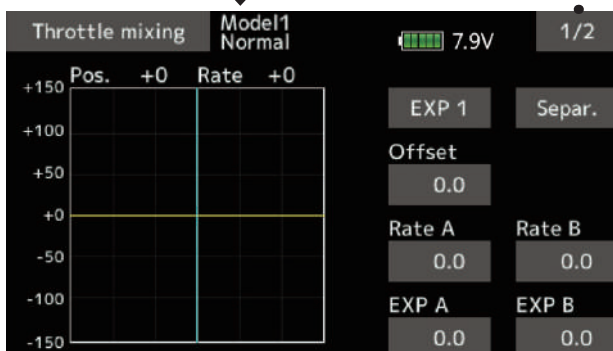 Throttle mixing Model1 Normal 7.9V 1/2
Pos. +0 Rate +0
+150
+100
+50
+0
-50
-100
-150
EXP 1 Separ.
Offset
0.0
Rate A Rate B
0.0 0.0
EXP A EXP B
0.0 0.0